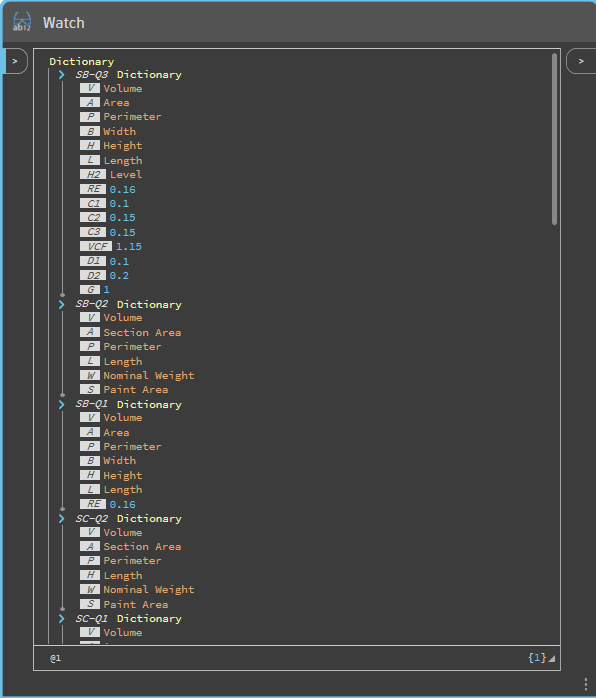 ab12 Watch
> >
Dictionary
SB-Q3 Dictionary
V Volume
A Area
P Perimeter
B Width
H Height
L Length
H2 Level
RE 0.16
C1 0.1
C2 0.15
C3 0.15
VCF 1.15
D1 0.1
D2 0.2
G 1
SB-Q2 Dictionary
V Volume
A Section Area
P Perimeter
L Length
W Nominal Weight
S Paint Area
SB-Q1 Dictionary
V Volume
A Area
P Perimeter
B Width
H Height
L Length
RE 0.16
SC-Q2 Dictionary
V Volume
A Section Area
P Perimeter
H Length
W Nominal Weight
S Paint Area
SC-Q1 Dictionary
V Volume
@1 {1}